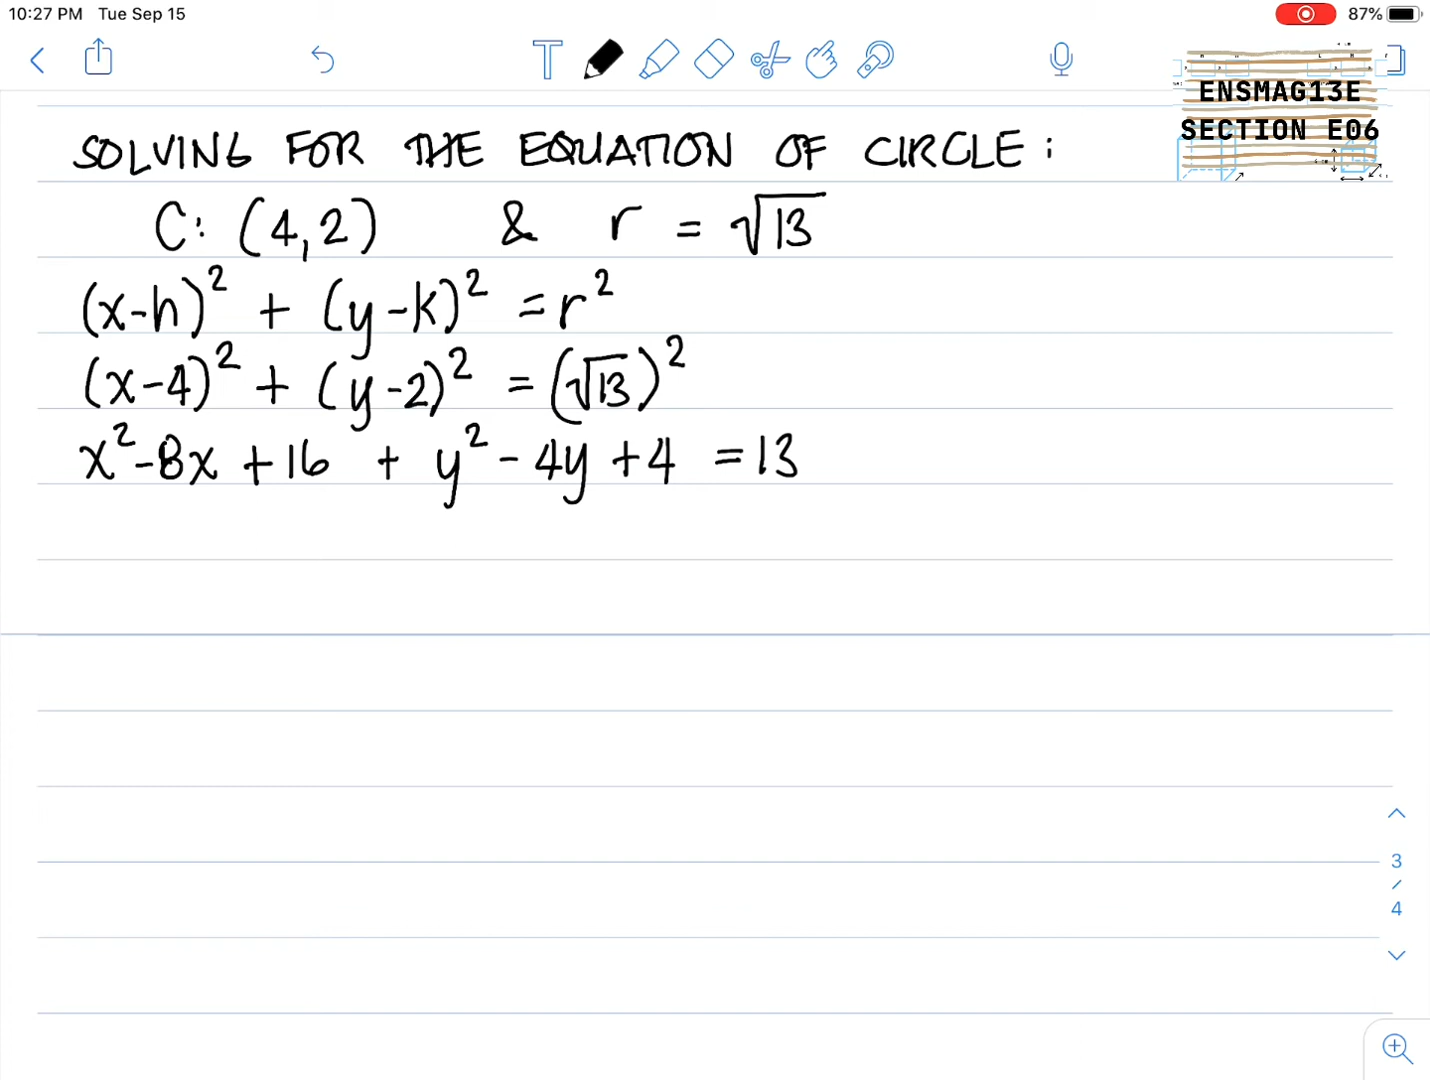 10:27 PM Tue Sep 15
87%
T
ENSMAG13E
SECTION E06
SOLVING FOR THE EQUATION OF CIRCLE :
C: (4,2) & r = √13
(x-h)² + (y-k)² = r²
(x-4)² + (y-2)² = (√13)²
x² - 8x + 16 + y² - 4y + 4 = 13
3
/
4